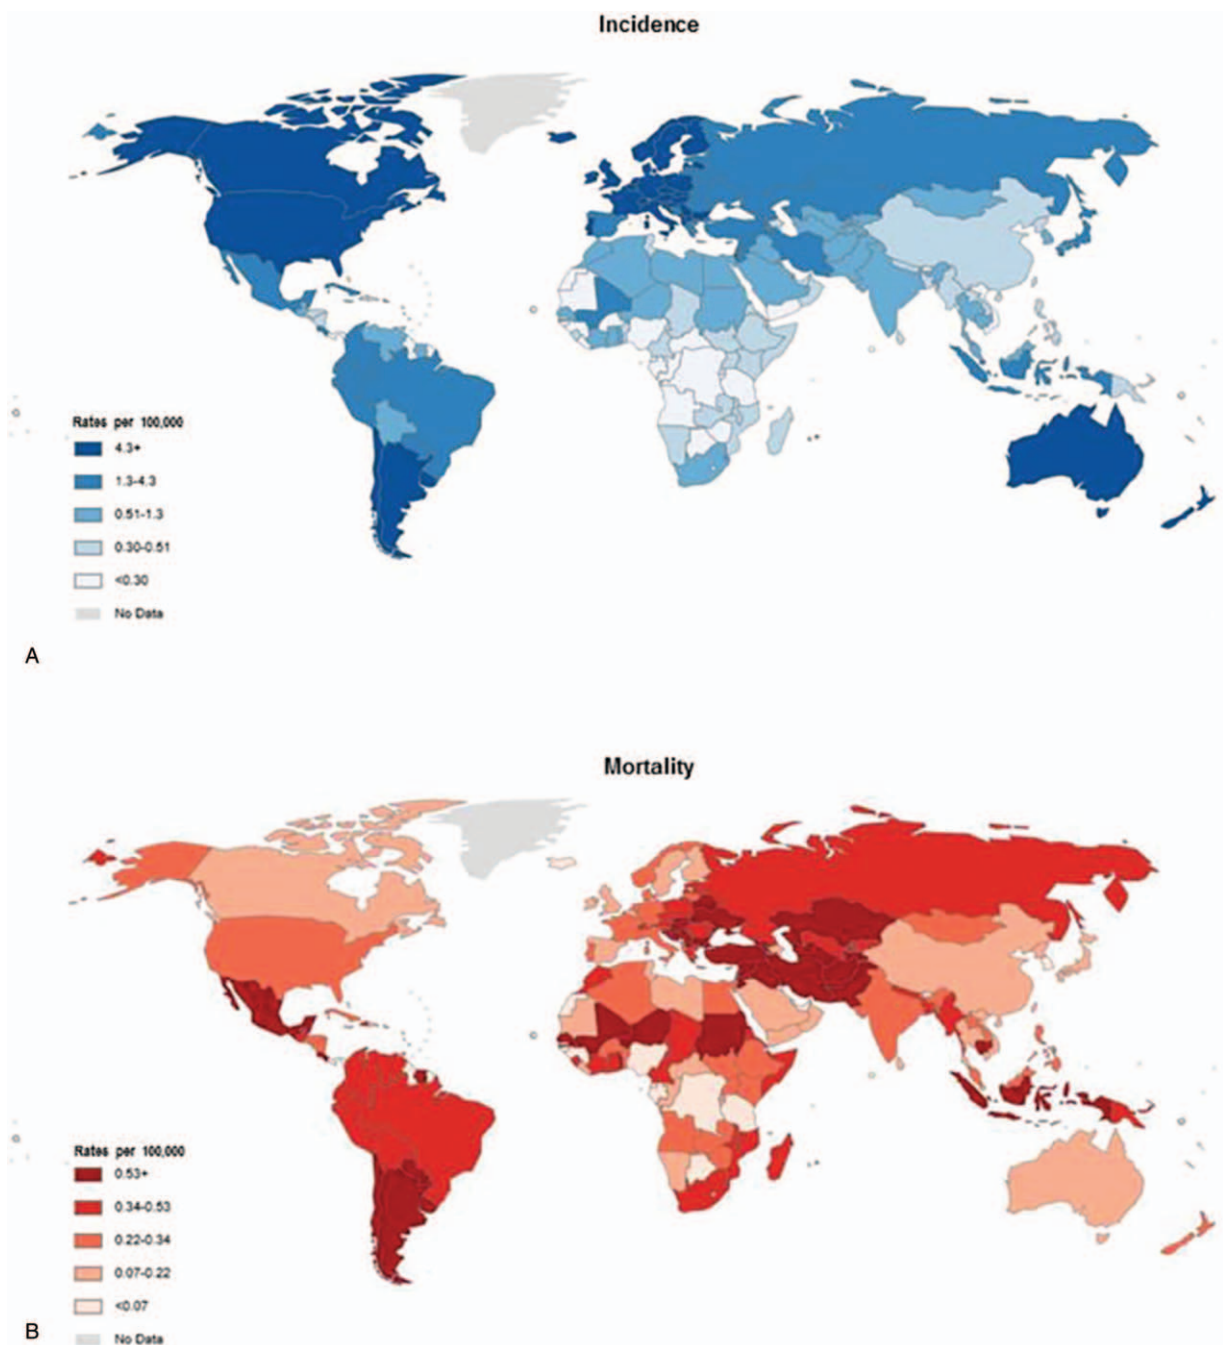 Incidence
Rates per 100,000
4.3+
1.3-4.3
0.51-1.3
0.30-0.51
<0.30
No Data
A
Mortality
Rates per 100,000
0.53+
0.34-0.53
0.22-0.34
0.07-0.22
<0.07
No Data
B